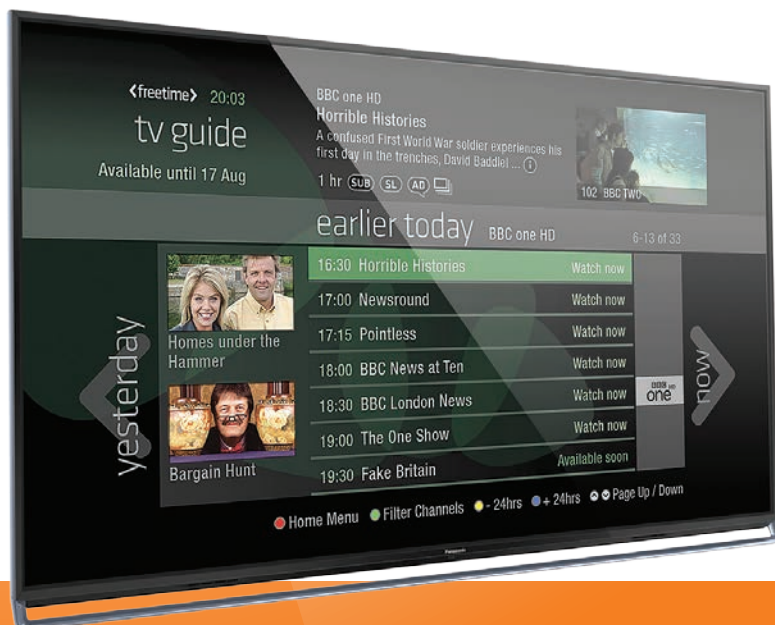 <freetime> 20:03
tv guide
Available until 17 Aug
BBC one HD
Horrible Histories
A confused First World War soldier experiences his
first day in the trenches, David Baddiel ... i
1 hr SUB SL AD
102 BBC TWO
earlier today BBC one HD 6-13 of 33
yesterday
Homes under the
Hammer
Bargain Hunt
16:30 Horrible Histories Watch now
17:00 Newsround Watch now
17:15 Pointless Watch now
18:00 BBC News at Ten Watch now
18:30 BBC London News Watch now
19:00 The One Show Watch now
19:30 Fake Britain Available soon
BBC HD
one
now
Home Menu Filter Channels - 24hrs + 24hrs Page Up / Down
Panasonic